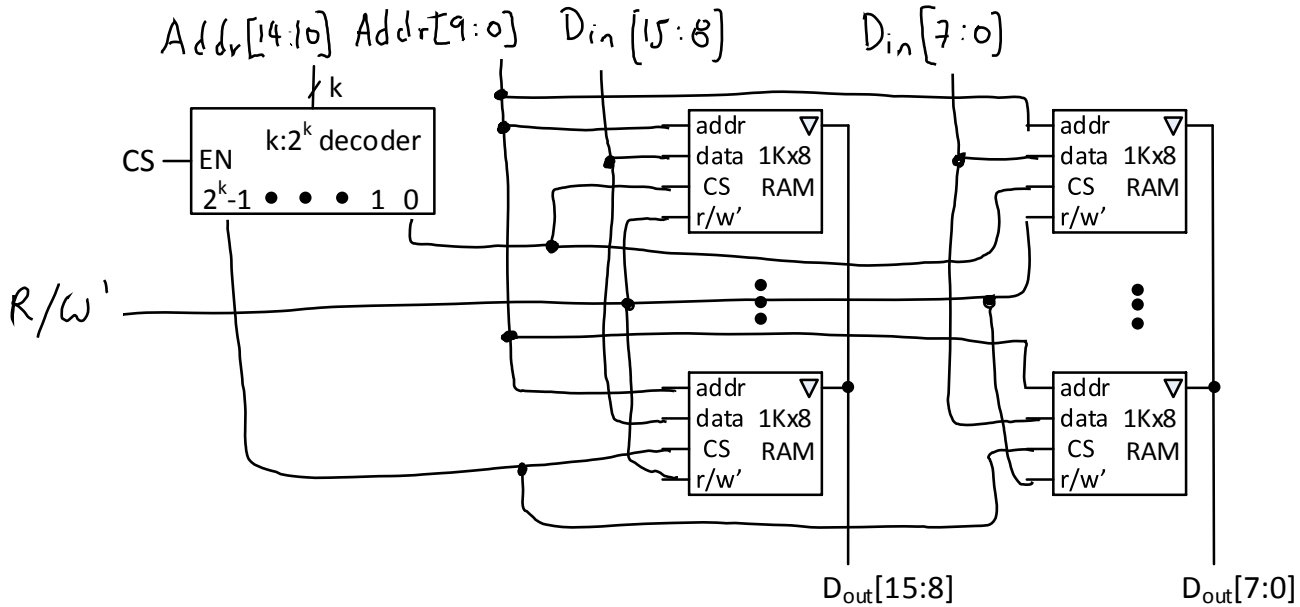 Addr[14:10] Addr[9:0] Din[15:8] Din[7:0]
k
k:2^k decoder
CS EN
2^k-1 • • • 1 0
R/W'
addr
data 1Kx8
CS RAM
r/w’
addr
data 1Kx8
CS RAM
r/w’
addr
data 1Kx8
CS RAM
r/w’
addr
data 1Kx8
CS RAM
r/w’
Dout[15:8] Dout[7:0]